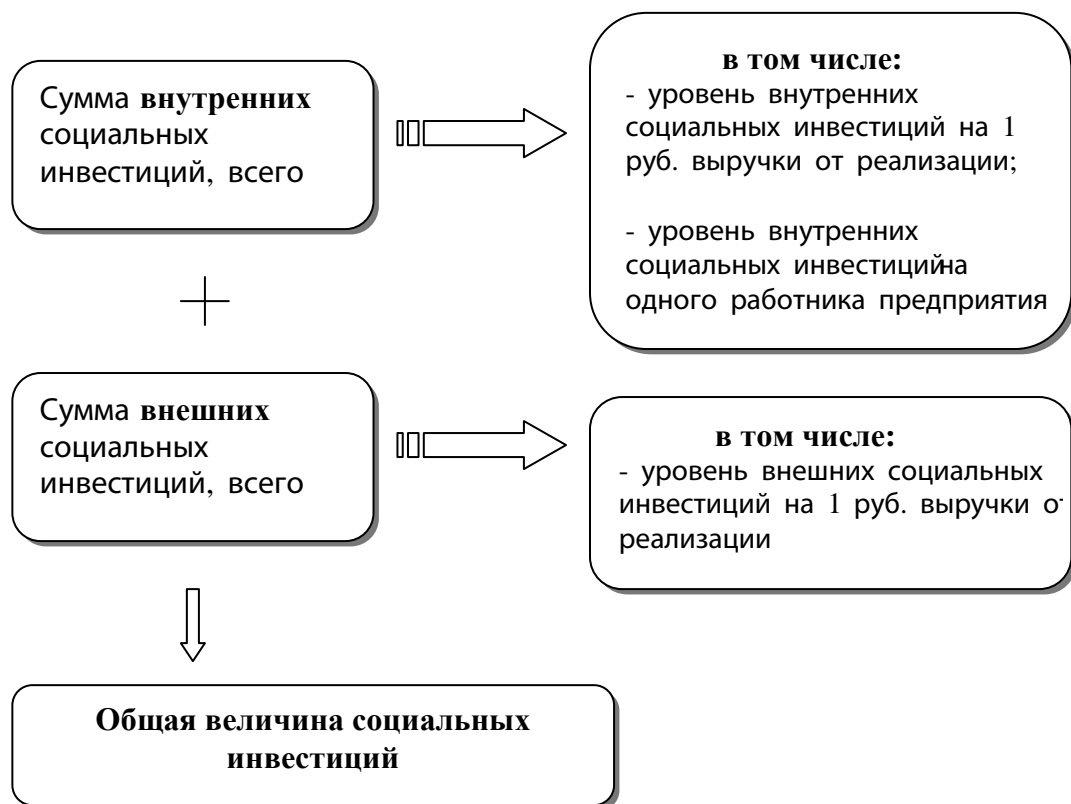 Сумма внутренних
социальных
инвестиций, всего
в том числе:
- уровень внутренних
социальных инвестиций на 1
руб. выручки от реализации;
- уровень внутренних
социальных инвестицийна
одного работника предприятия
+
Сумма внешних
социальных
инвестиций, всего
в том числе:
- уровень внешних социальных
инвестиций на 1 руб. выручки о
реализации
Общая величина социальных
инвестиций